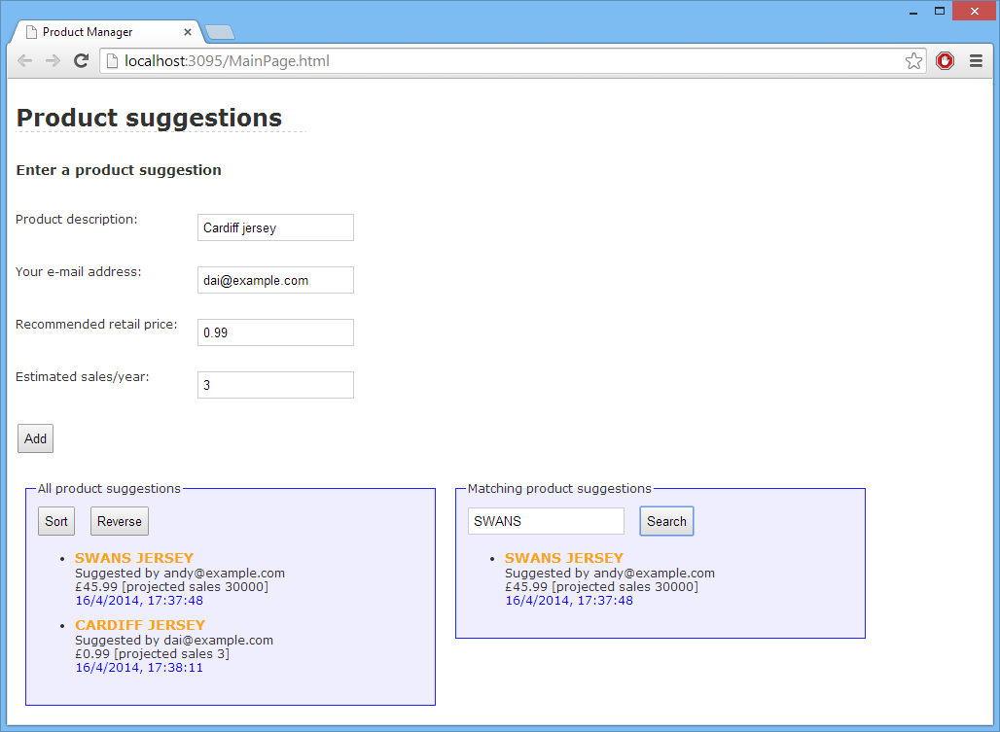 Product Manager
localhost:3095/MainPage.html
Product suggestions
Enter a product suggestion
Product description:
Cardiff jersey
Your e-mail address:
dai@example.com
Recommended retail price:
0.99
Estimated sales/year:
3
Add
All product suggestions
Sort
Reverse
SWANS JERSEY
Suggested by andy@example.com
£45.99 [projected sales 30000]
16/4/2014, 17:37:48
CARDIFF JERSEY
Suggested by dai@example.com
£0.99 [projected sales 3]
16/4/2014, 17:38:11
Matching product suggestions
SWANS
Search
SWANS JERSEY
Suggested by andy@example.com
£45.99 [projected sales 30000]
16/4/2014, 17:37:48